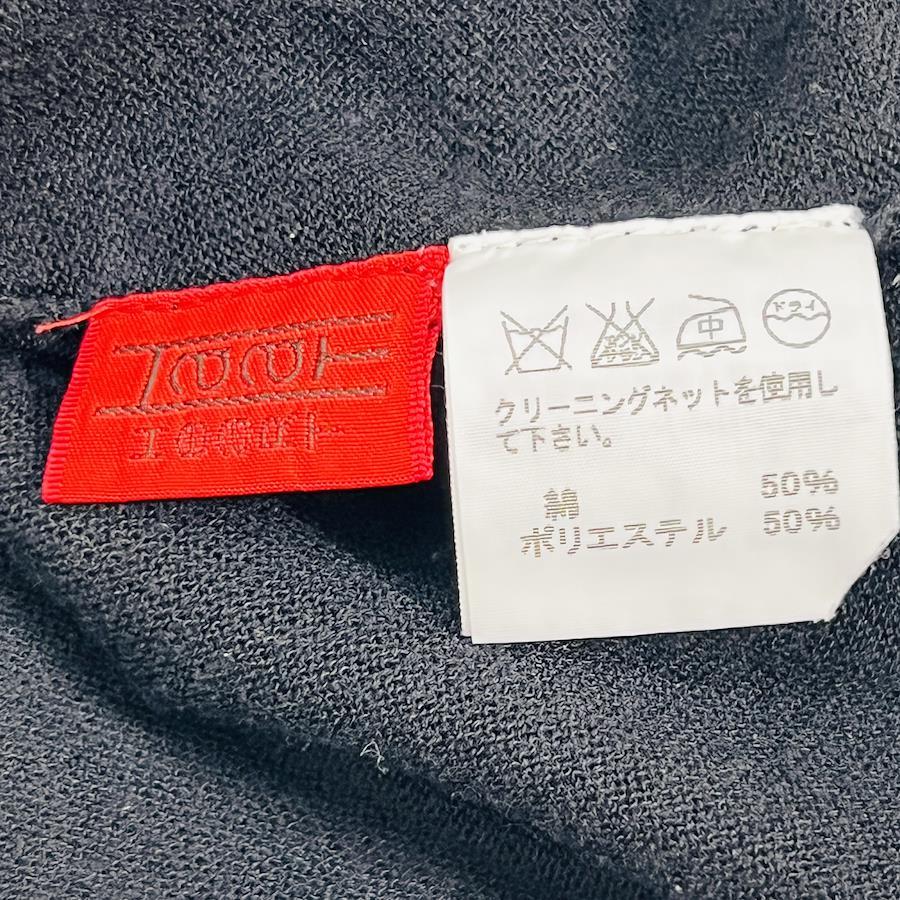 中 ドライ
クリーニングネットを使用し
て下さい。
綿 50%
ポリエステル 50%